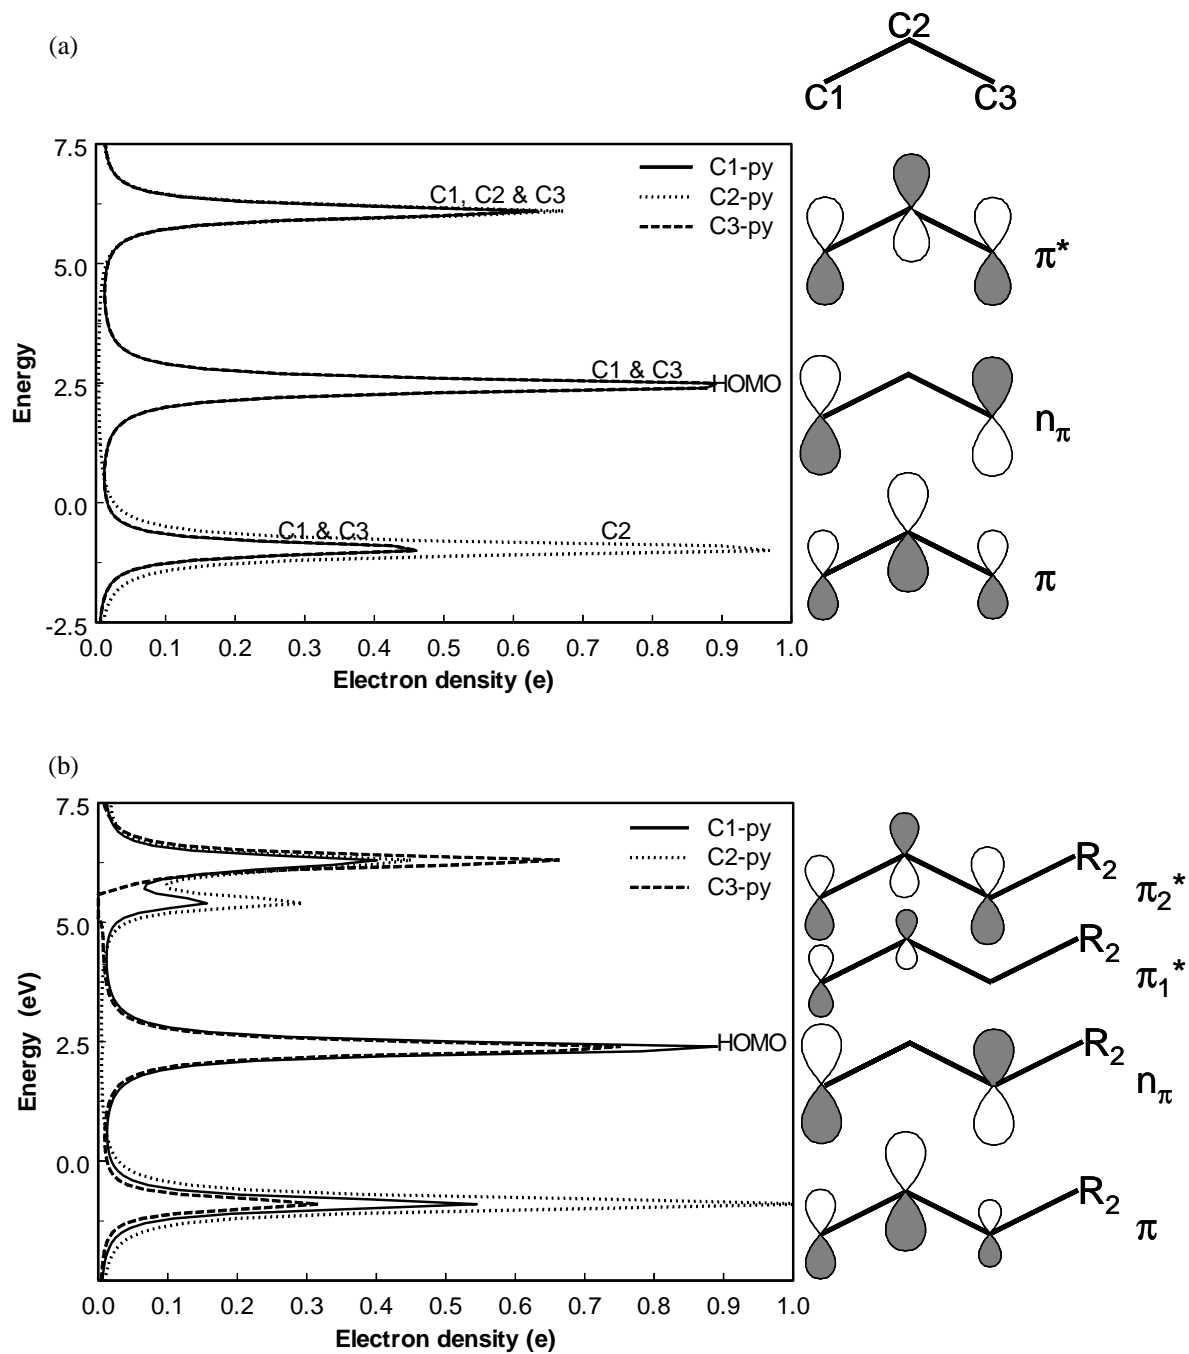 (a)
C2
C1 C3
7.5
5.0
2.5
0.0
-2.5
Energy
C1-py
C2-py
C3-py
C1, C2 & C3
C1 & C3
HOMO
C1 & C3 C2
0.0 0.1 0.2 0.3 0.4 0.5 0.6 0.7 0.8 0.9 1.0
Electron density (e)
π*
nπ
π
(b)
7.5
5.0
2.5
0.0
Energy (eV)
C1-py
C2-py
C3-py
HOMO
0.0 0.1 0.2 0.3 0.4 0.5 0.6 0.7 0.8 0.9 1.0
Electron density (e)
R2
π2*
R2
π1*
R2
nπ
R2
π